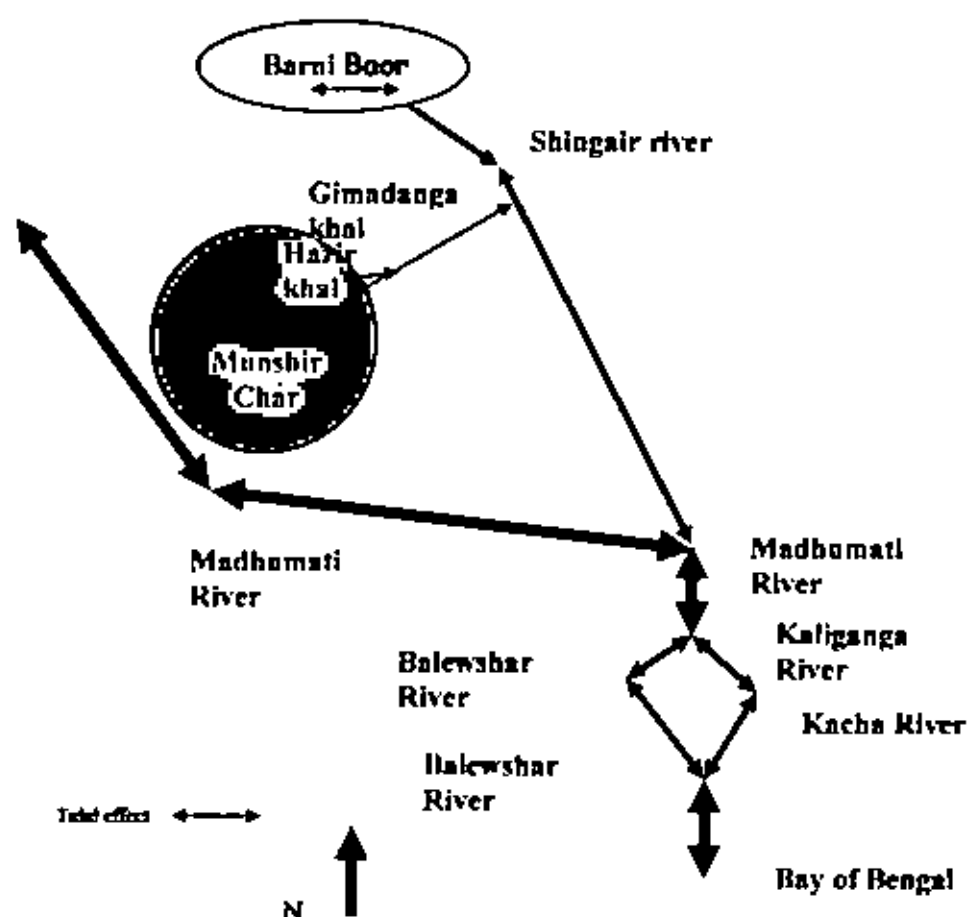 Barni Baor
Shingair river
Gimadanga
khal
Hazir
khal
Munshir
Char
Madhumati
River
Madhumati
River
Kaliganga
River
Balewshar
River
Kacha River
Balewshar
River
Tidal effect
Bay of Bengal
N